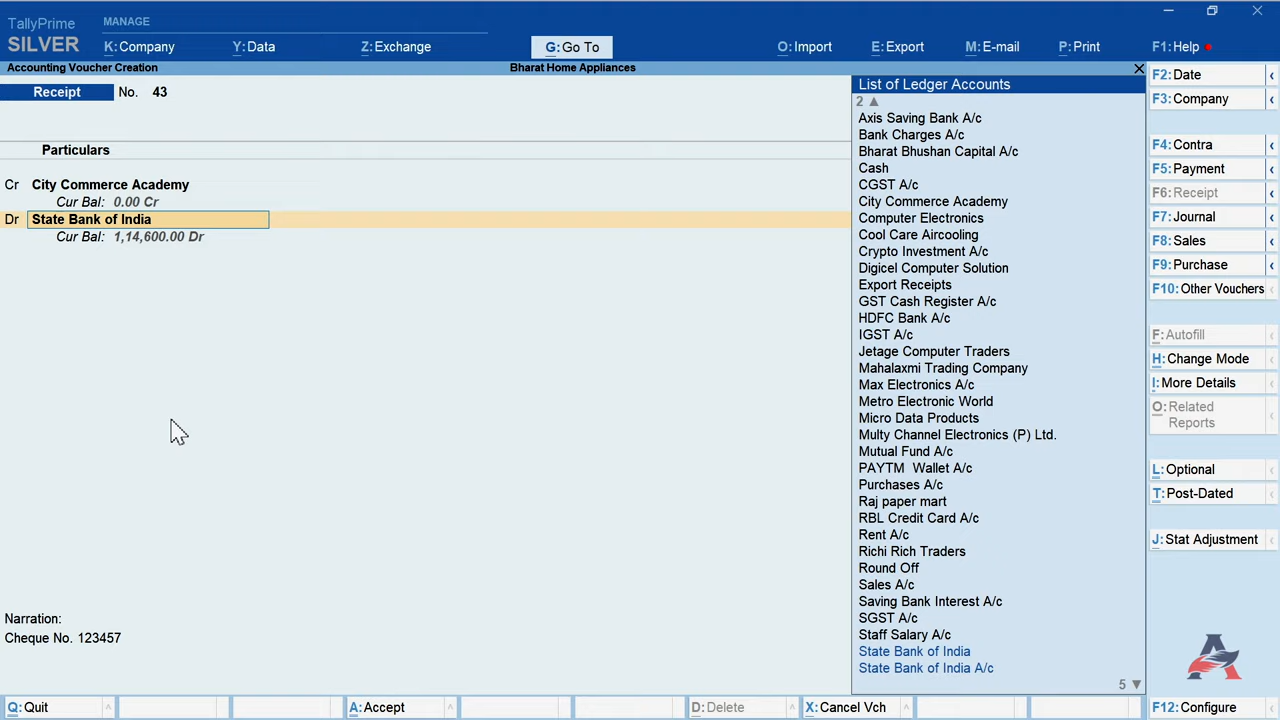 TallyPrime
MANAGE
SILVER
K:Company
Y:Data
Z:Exchange
G:Go To
O:Import
E:Export
M:E-mail
P:Print
F1:Help
Accounting Voucher Creation
Bharat Home Appliances
Receipt No. 43
Particulars
Cr City Commerce Academy
Cur Bal: 0.00 Cr
Dr State Bank of India
Cur Bal: 1,14,600.00 Dr
Narration:
Cheque No. 123457
List of Ledger Accounts
2 ▲
Axis Saving Bank A/c
Bank Charges A/c
Bharat Bhushan Capital A/c
Cash
CGST A/c
City Commerce Academy
Computer Electronics
Cool Care Aircooling
Crypto Investment A/c
Digicel Computer Solution
Export Receipts
GST Cash Register A/c
HDFC Bank A/c
IGST A/c
Jetage Computer Traders
Mahalaxmi Trading Company
Max Electronics A/c
Metro Electronic World
Micro Data Products
Multy Channel Electronics (P) Ltd.
Mutual Fund A/c
PAYTM Wallet A/c
Purchases A/c
Raj paper mart
RBL Credit Card A/c
Rent A/c
Richi Rich Traders
Round Off
Sales A/c
Saving Bank Interest A/c
SGST A/c
Staff Salary A/c
State Bank of India
State Bank of India A/c
5 ▼
F2:Date
F3:Company
F4:Contra
F5:Payment
F6:Receipt
F7:Journal
F8:Sales
F9:Purchase
F10:Other Vouchers
F:Autofill
H:Change Mode
I:More Details
O:Related
Reports
L:Optional
T:Post-Dated
J:Stat Adjustment
Q:Quit
A:Accept
D:Delete
X:Cancel Vch
F12:Configure